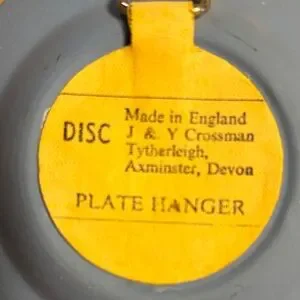 Made in England
DISC J & Y Crossman
Tytherleigh,
Axminster, Devon
PLATE HANGER